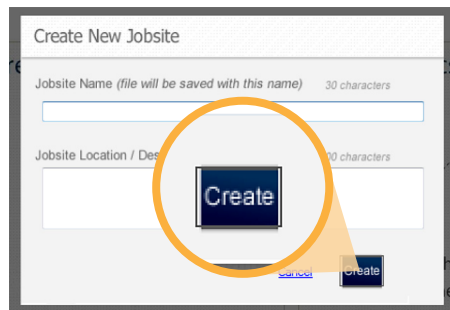 Create New Jobsite
Jobsite Name (file will be saved with this name) 30 characters
Jobsite Location / Des 00 characters
Create
Cancel Create